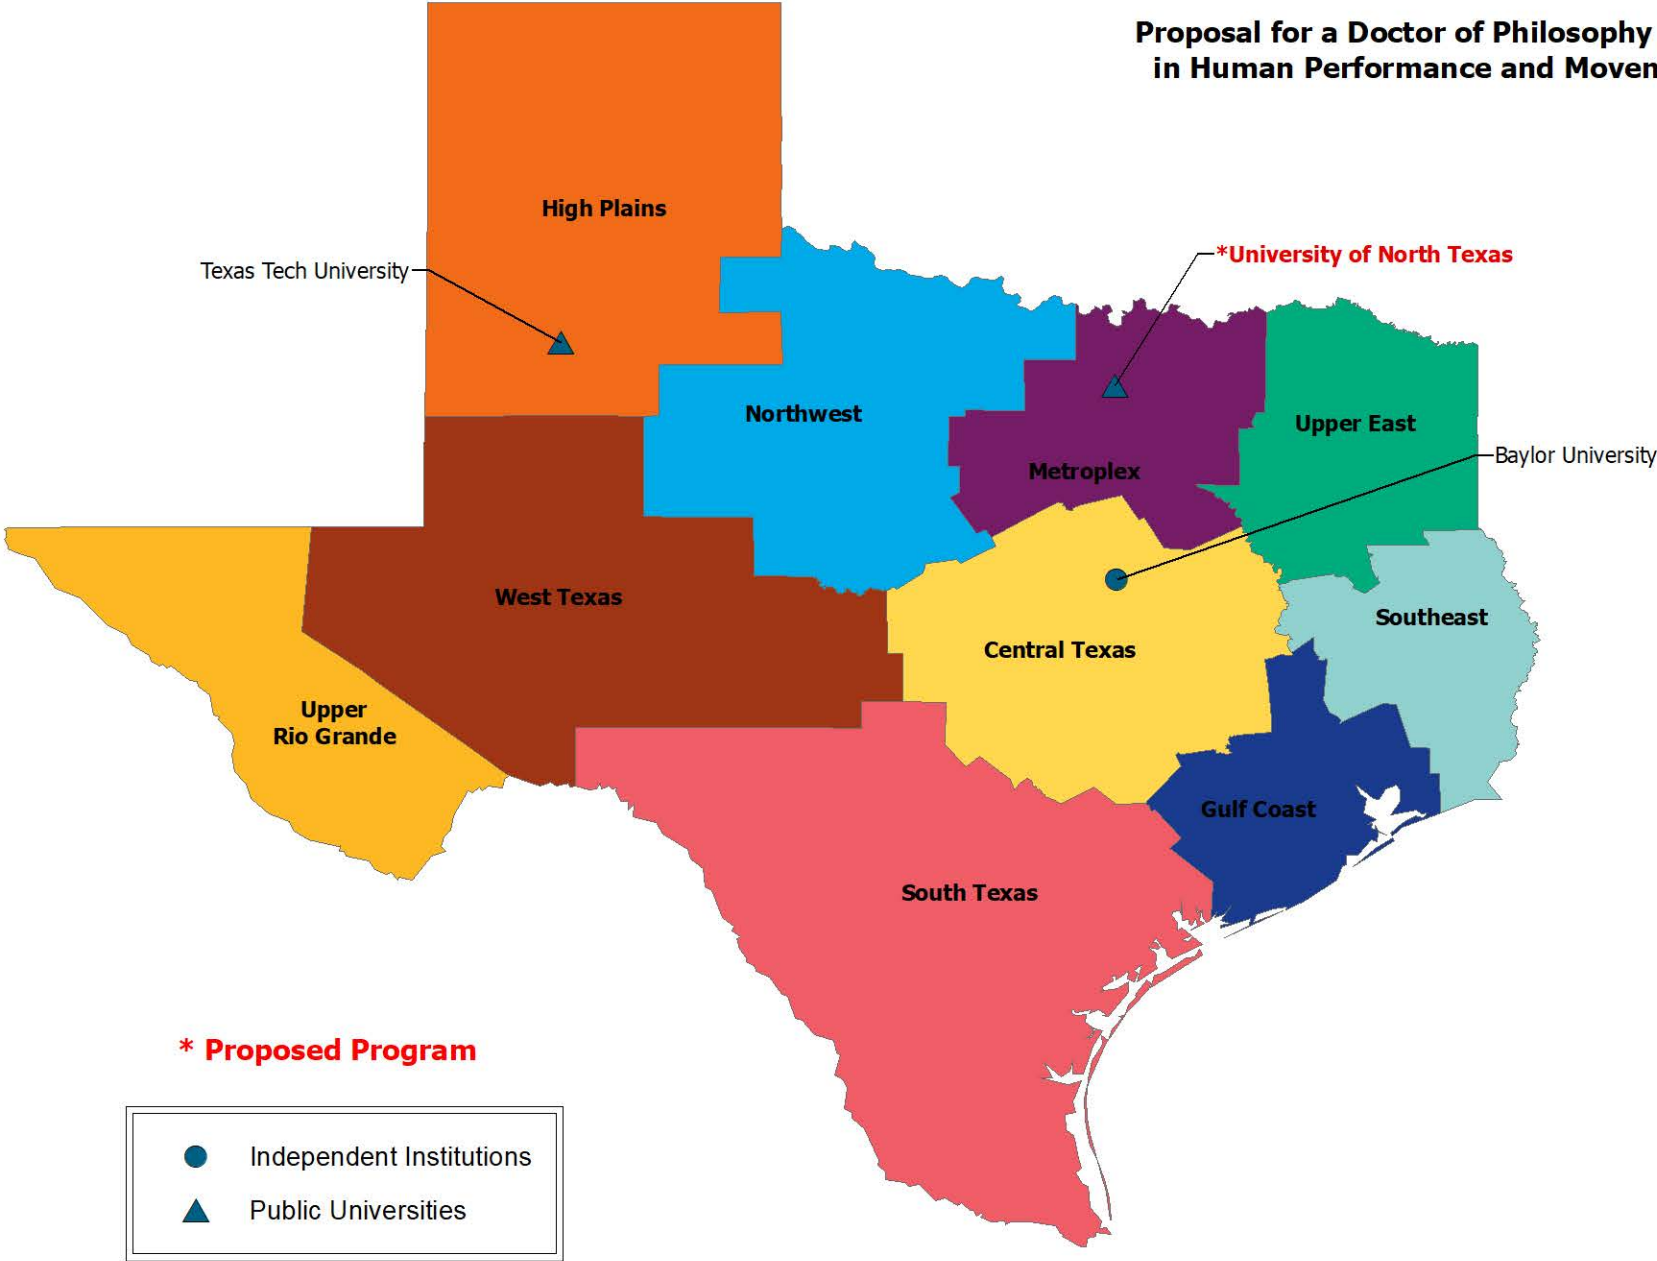 Proposal for a Doctor of Philosophy
in Human Performance and
High Plains
Texas Tech University
*University of North Texas
Northwest
Upper East
Baylor University
Metroplex
West Texas
Southeast
Central Texas
Upper
Rio Grande
Gulf Coast
South Texas
* Proposed Program
Independent Institutions
Public Universities